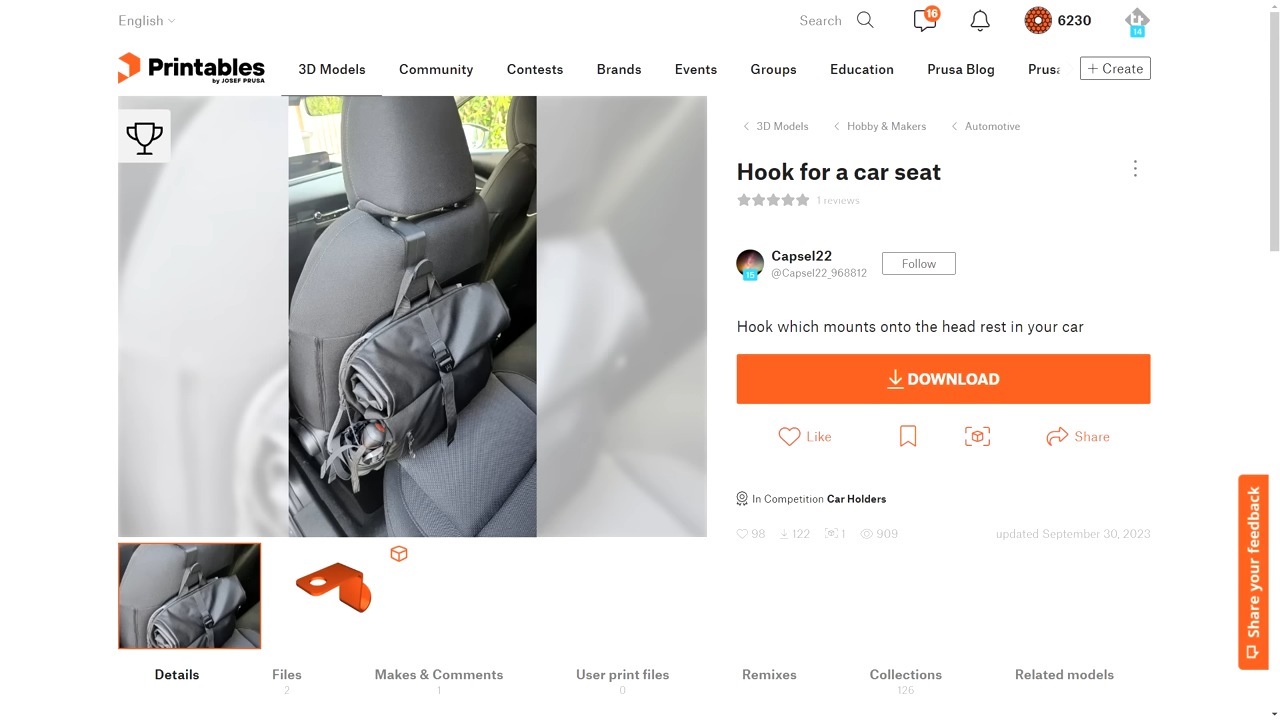 English
Search
16
6230
14
Printables
by JOSEF PRUSA
3D Models
Community
Contests
Brands
Events
Groups
Education
Prusa Blog
Prusa
+ Create
3D Models
Hobby & Makers
Automotive
Hook for a car seat
1 reviews
Capsel22
15
@Capsel22_968812
Follow
Hook which mounts onto the head rest in your car
DOWNLOAD
Like
Share
In Competition Car Holders
98
122
1
909
updated September 30, 2023
Share your feedback
Details
Files
2
Makes & Comments
1
User print files
0
Remixes
Collections
126
Related models